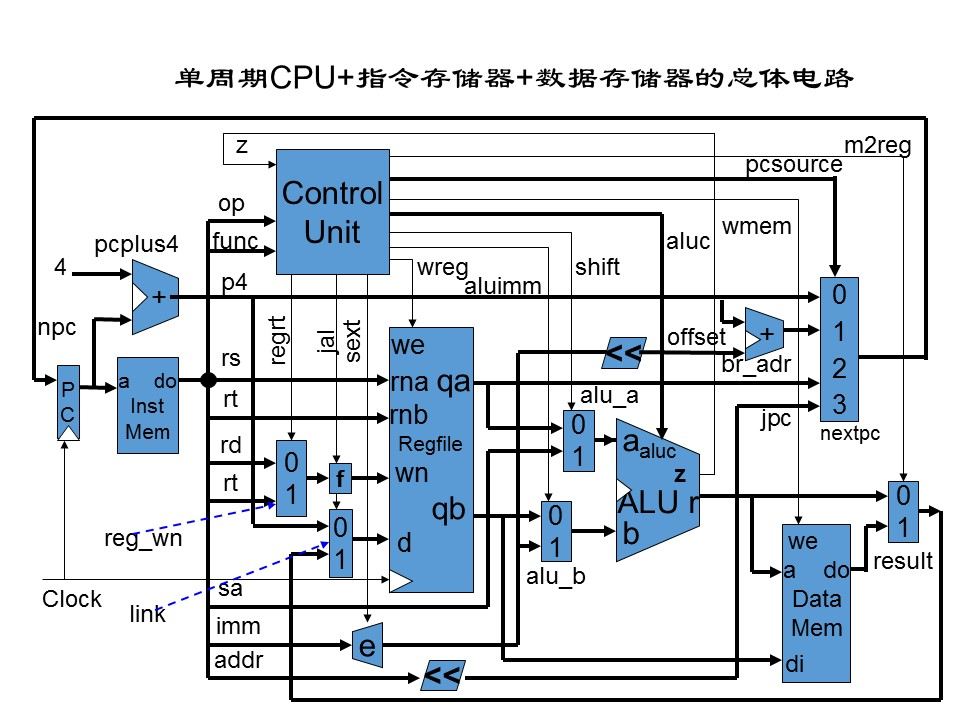 单周期CPU+指令存储器+数据存储器的总体电路
z
m2reg
pcsource
Control
Unit
op
func
wmem
aluc
pcplus4
4
+
p4
wreg
shift
aluimm
0
1
2
3
npc
regrt
jal
sext
offset
+
<<
br_adr
we
rs
rna
qa
rt
rnb
Regfile
P
C
a
do
Inst
Mem
alu_a
jpc
nextpc
0
1
a
aluc
z
ALU
r
b
rd
rt
0
1
f
wn
qb
0
1
0
1
reg_wn
0
1
d
alu_b
we
a
do
Data
Mem
di
result
Clock
sa
link
imm
e
addr
<<